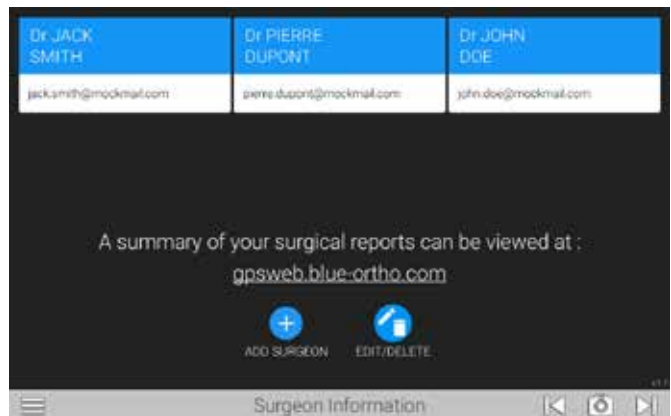 Dr JACK
SMITH
Dr PIERRE
DUPONT
Dr JOHN
DOE
jack.smith@mockmail.com
pierre.dupont@mockmail.com
john.doe@mockmail.com
A summary of your surgical reports can be viewed at :
gpsweb.blue-ortho.com
ADD SURGEON
EDIT/DELETE
Surgeon Information